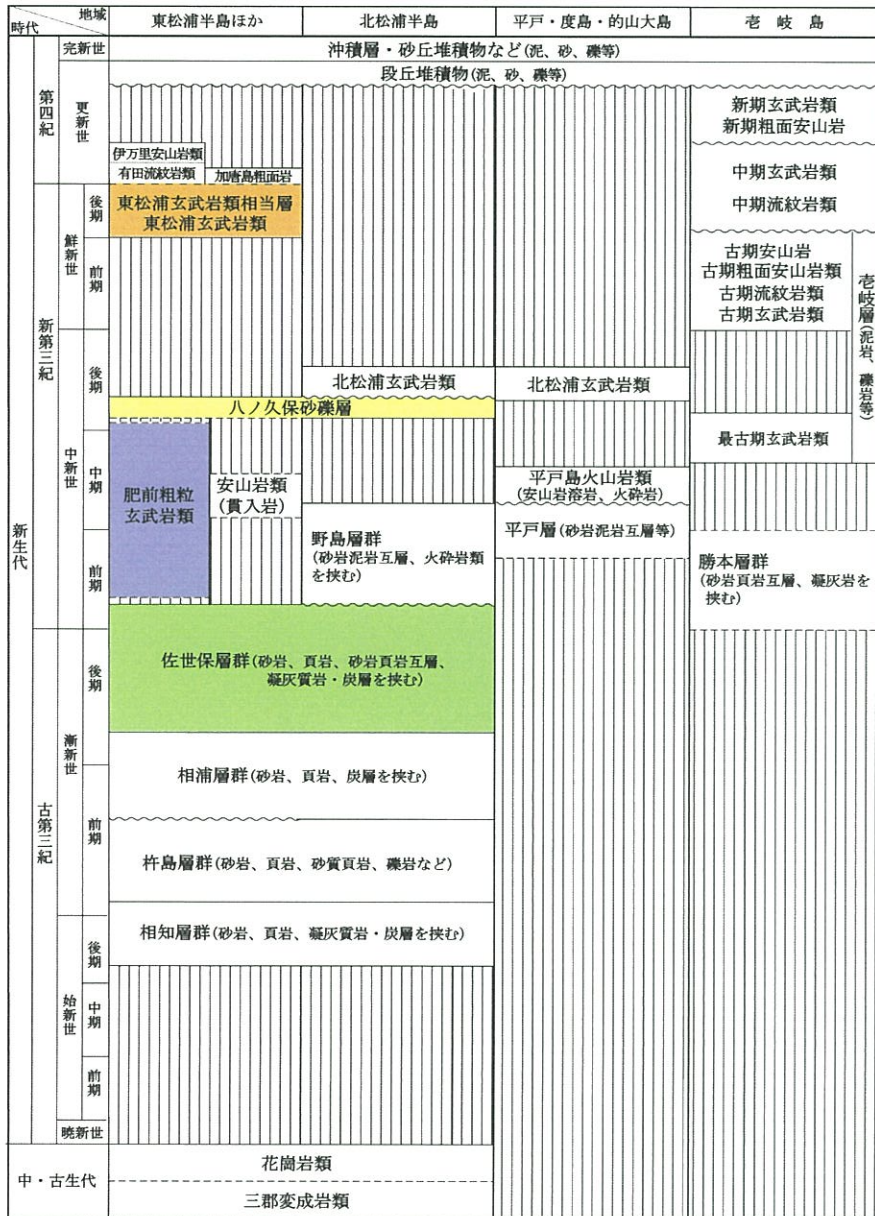 地域
時代
東松浦半島ほか
北松浦半島
平戸・度島・的山大島
壱岐島
新生代
第四紀
完新世
沖積層・砂丘堆積物など(泥、砂、礫等)
段丘堆積物(泥、砂、礫等)
更新世
伊万里安山岩類
有田流紋岩類
加唐島粗面岩
新期玄武岩類
新期粗面安山岩
中期玄武岩類
中期流紋岩類
新第三紀
鮮新世
後期
東松浦玄武岩類相当層
東松浦玄武岩類
前期
古期安山岩
古期粗面安山岩類
古期流紋岩類
古期玄武岩類
壱岐層(泥岩、礫岩等)
中新世
後期
北松浦玄武岩類
北松浦玄武岩類
八ノ久保砂礫層
最古期玄武岩類
中期
肥前粗粒
玄武岩類
安山岩類
(貫入岩)
平戸島火山岩類
(安山岩溶岩、火砕岩)
前期
野島層群
(砂岩泥岩互層、火砕岩類
を挟む)
平戸層(砂岩泥岩互層等)
勝本層群
(砂岩頁岩互層、凝灰岩を
挟む)
古第三紀
漸新世
後期
佐世保層群(砂岩、頁岩、砂岩頁岩互層、
凝灰質岩・炭層を挟む)
相浦層群(砂岩、頁岩、炭層を挟む)
前期
杵島層群(砂岩、頁岩、砂質頁岩、礫岩など)
始新世
後期
相知層群(砂岩、頁岩、凝灰質岩・炭層を挟む)
中期
前期
暁新世
中・古生代
花崗岩類
三郡変成岩類